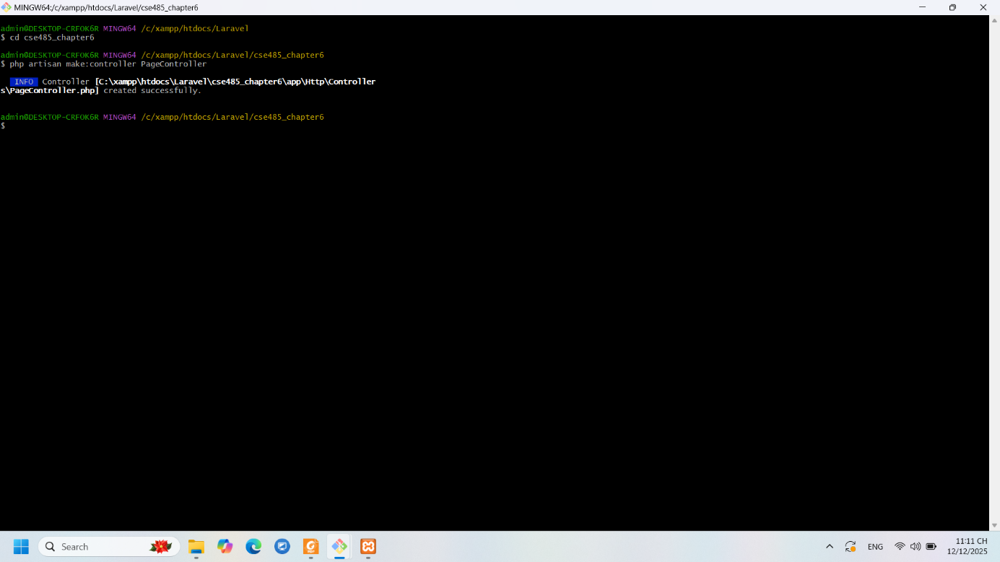 MINGW64:/c/xampp/htdocs/Laravel/cse485_chapter6
admin@DESKTOP-CRFOK6R MINGW64 /c/xampp/htdocs/Laravel
$ cd cse485_chapter6
admin@DESKTOP-CRFOK6R MINGW64 /c/xampp/htdocs/Laravel/cse485_chapter6
$ php artisan make:controller PageController
INFO Controller [C:\xampp\htdocs\Laravel\cse485_chapter6\app\Http\Controller
s\PageController.php] created successfully.
admin@DESKTOP-CRFOK6R MINGW64 /c/xampp/htdocs/Laravel/cse485_chapter6
$
Search
ENG
11:11 CH
12/12/2025